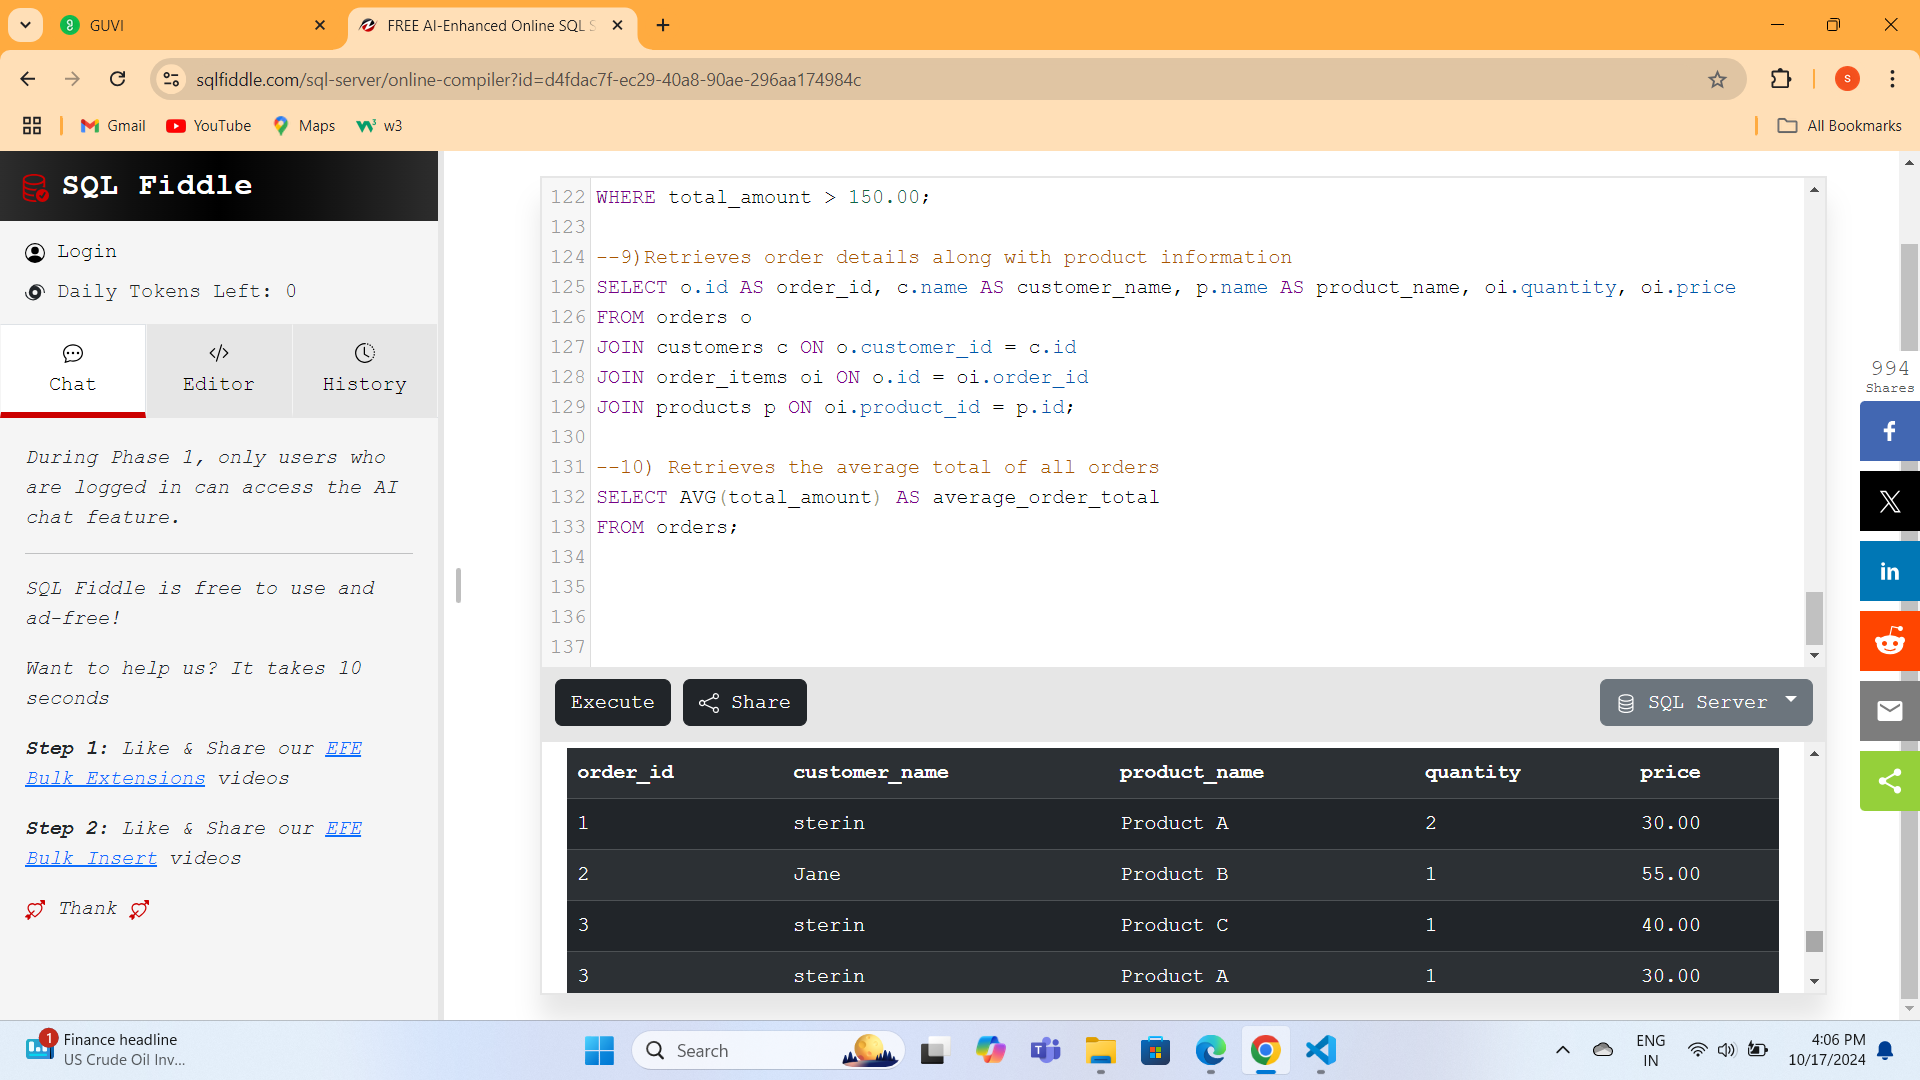 GUVI
FREE AI-Enhanced Online SQL S
sqlfiddle.com/sql-server/online-compiler?id=d4fdac7f-ec29-40a8-90ae-296aa174984c
S
Gmail
YouTube
Maps
w3
All Bookmarks
SQL Fiddle
Login
Daily Tokens Left: 0
Chat
Editor
History
During Phase 1, only users who
are logged in can access the AI
chat feature.
SQL Fiddle is free to use and
ad-free!
Want to help us? It takes 10
seconds
Step 1: Like & Share our EFE
Bulk Extensions videos
Step 2: Like & Share our EFE
Bulk Insert videos
Thank
122 WHERE total_amount > 150.00;
123
124 --9)Retrieves order details along with product information
125 SELECT o.id AS order_id, c.name AS customer_name, p.name AS product_name, oi.quantity, oi.price
126 FROM orders o
127 JOIN customers c ON o.customer_id = c.id
128 JOIN order_items oi ON o.id = oi.order_id
129 JOIN products p ON oi.product_id = p.id;
130
131 --10) Retrieves the average total of all orders
132 SELECT AVG(total_amount) AS average_order_total
133 FROM orders;
134
135
136
137
Execute
Share
SQL Server
order_id customer_name product_name quantity price
1 sterin Product A 2 30.00
2 Jane Product B 1 55.00
3 sterin Product C 1 40.00
3 sterin Product A 1 30.00
994
Shares
f
X
in
1
Finance headline
US Crude Oil Inv...
Search
ENG
IN
4:06 PM
10/17/2024